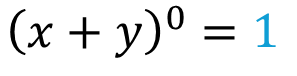 (x + y)⁰ = 1